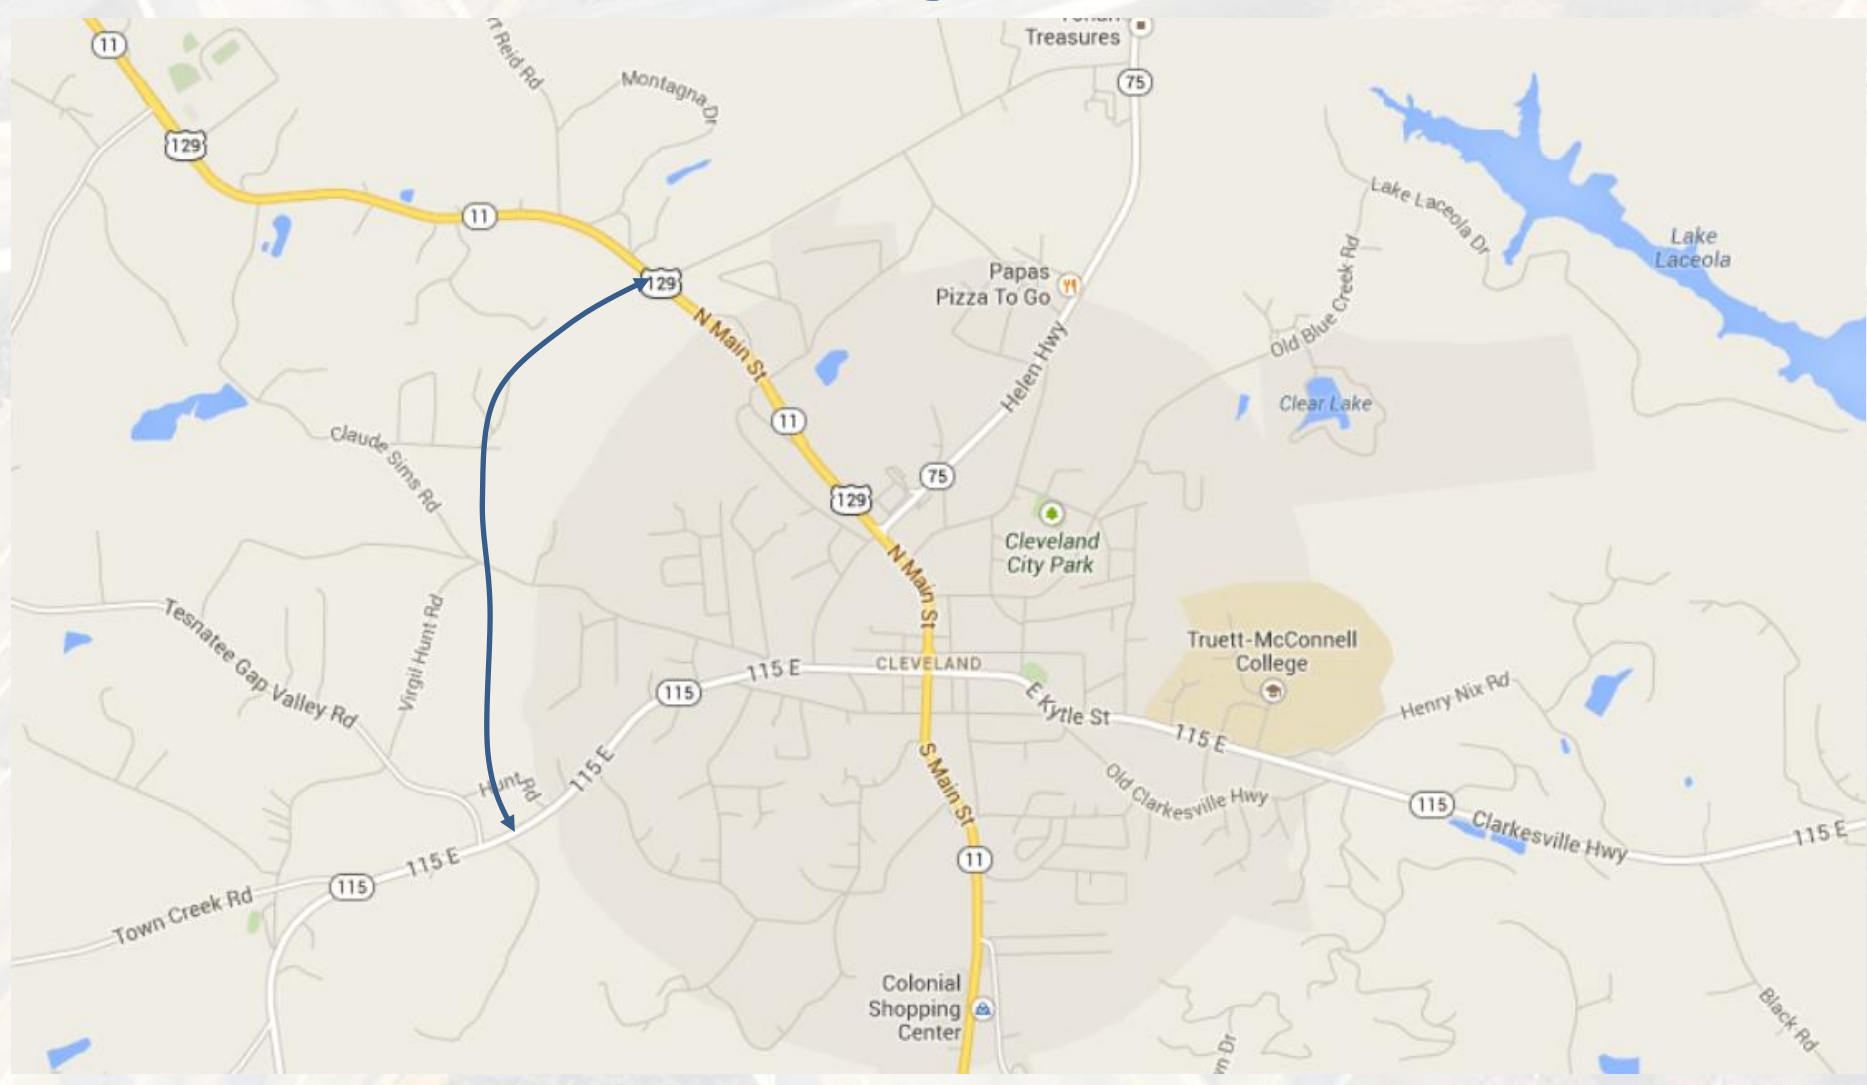 11
Treasures
75
Reid Rd
Montagna Dr
129
11
Lake Laceola Dr
Lake
Laceola
129
Papas
Pizza To Go
Old Blue Creek Rd
N Main St
Helen Hwy
Clear Lake
11
Claude Sims Rd
75
129
Cleveland
City Park
N Main St
Tesnatee Gap Valley Rd
Virgil Hunt Rd
Truett-McConnell
College
CLEVELAND
115 E
115
E Kytle St
Henry Nix Rd
115 E
S Main St
115 E
Hunt Rd
Old Clarkesville Hwy
115
Clarkesville Hwy
115 E
11
115 E
115
Town Creek Rd
Colonial
Shopping
Center
Black Rd
Dr